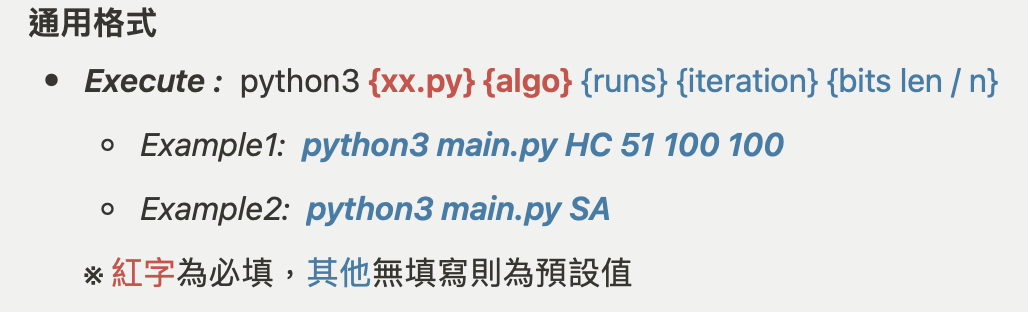 通用格式
• Execute : python3 {xx.py} {algo} {runs} {iteration} {bits len / n}
◦ Example1: python3 main.py HC 51 100 100
◦ Example2: python3 main.py SA
※ 紅字為必填，其他無填寫則為預設值